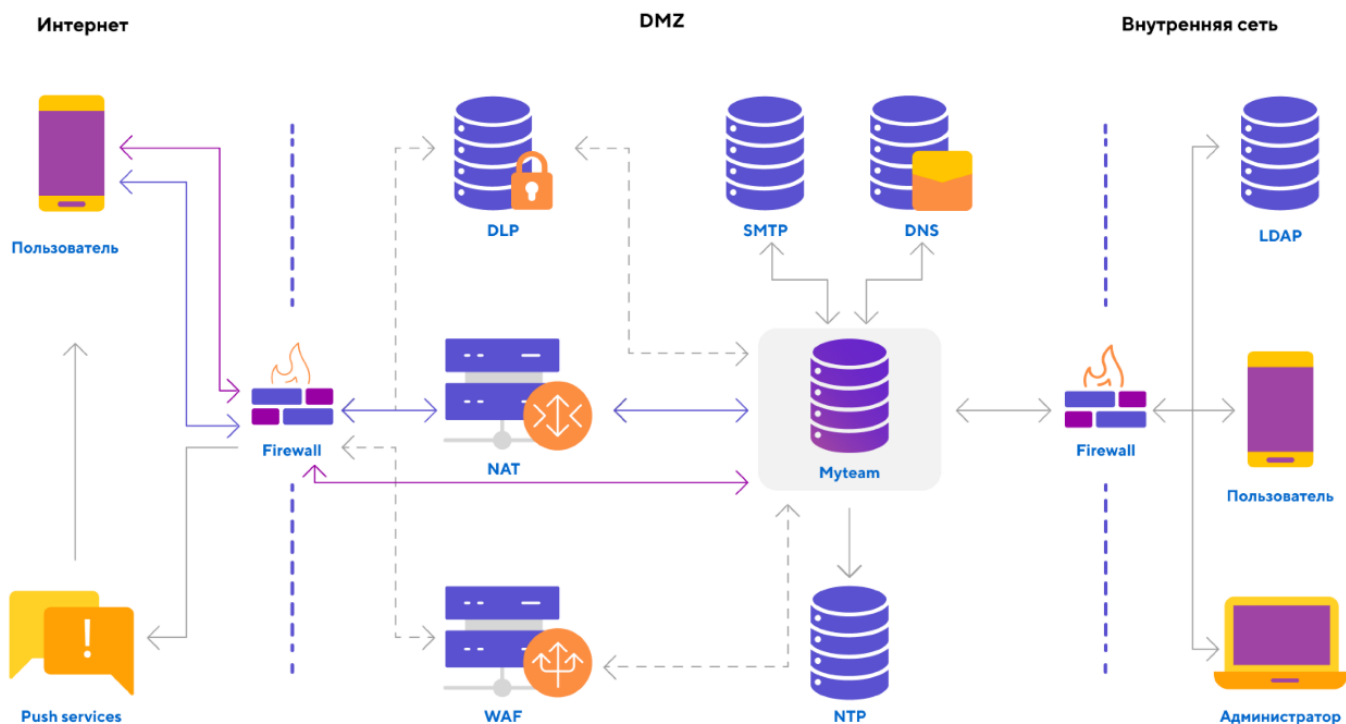 Интернет
DMZ
Внутренняя сеть
Пользователь
DLP
SMTP
DNS
LDAP
Firewall
NAT
Myteam
Firewall
Пользователь
Push services
WAF
NTP
Администратор